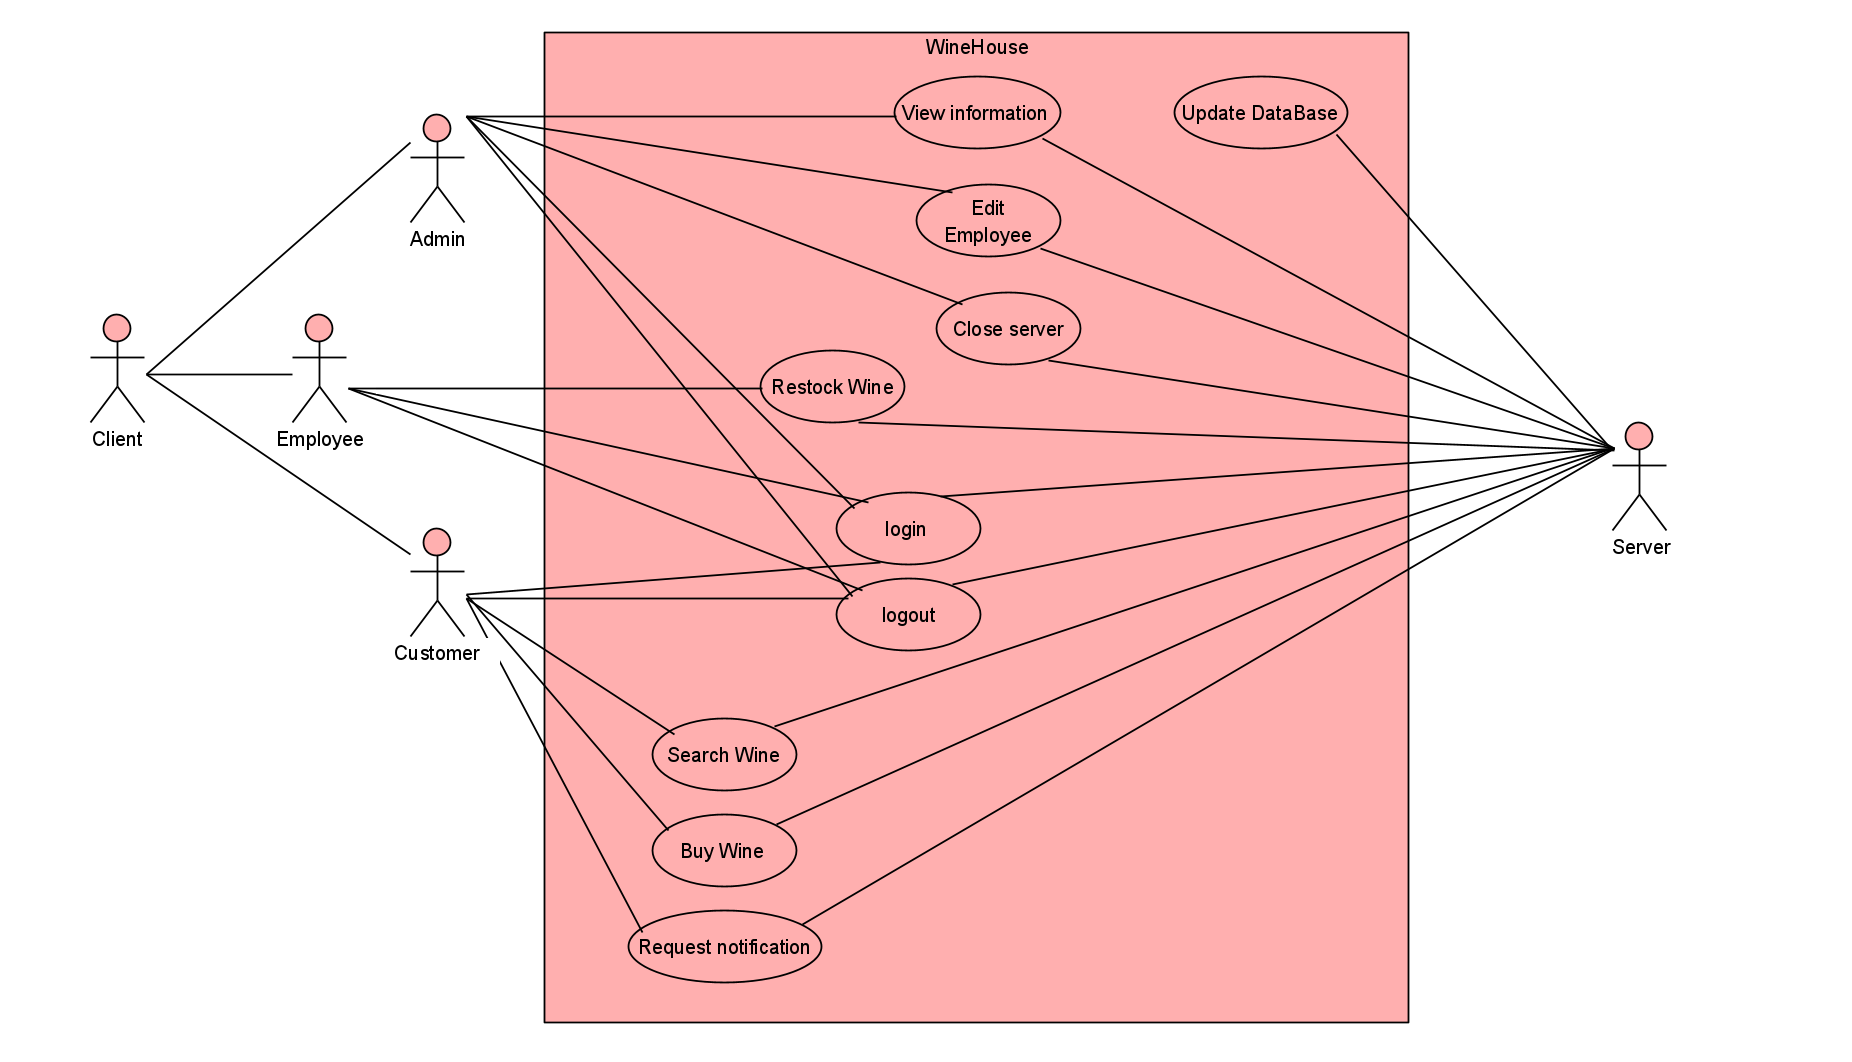 WineHouse
View information
Update DataBase
Edit
Employee
Admin
Close server
Restock Wine
Client
Employee
login
Server
logout
Customer
Search Wine
Buy Wine
Request notification